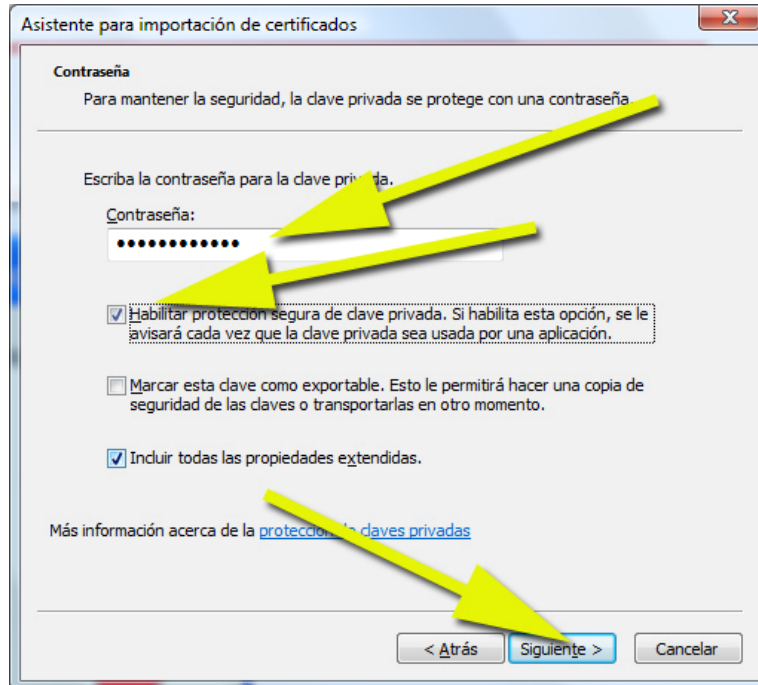 Asistente para importación de certificados
Contraseña
Para mantener la seguridad, la clave privada se protege con una contraseña.
Escriba la contraseña para la clave privada.
Contraseña:
••••••••••••
Habilitar protección segura de clave privada. Si habilita esta opción, se le
avisará cada vez que la clave privada sea usada por una aplicación.
Marcar esta clave como exportable. Esto le permitirá hacer una copia de
seguridad de las claves o transportarlas en otro momento.
Incluir todas las propiedades extendidas.
Más información acerca de la protección de claves privadas
< Atrás Siguiente > Cancelar